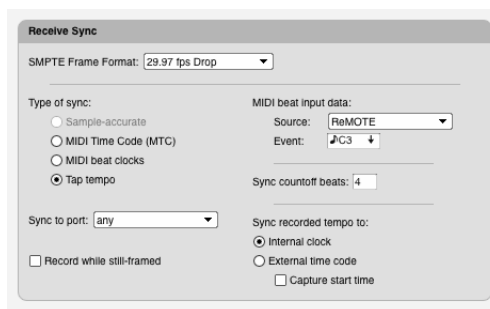 Receive Sync
SMPTE Frame Format: 29.97 fps Drop
Type of sync:
Sample-accurate
MIDI Time Code (MTC)
MIDI beat clocks
Tap tempo
Sync to port: any
Record while still-framed
MIDI beat input data:
Source: ReMOTE
Event: ♪C3
Sync countoff beats: 4
Sync recorded tempo to:
Internal clock
External time code
Capture start time